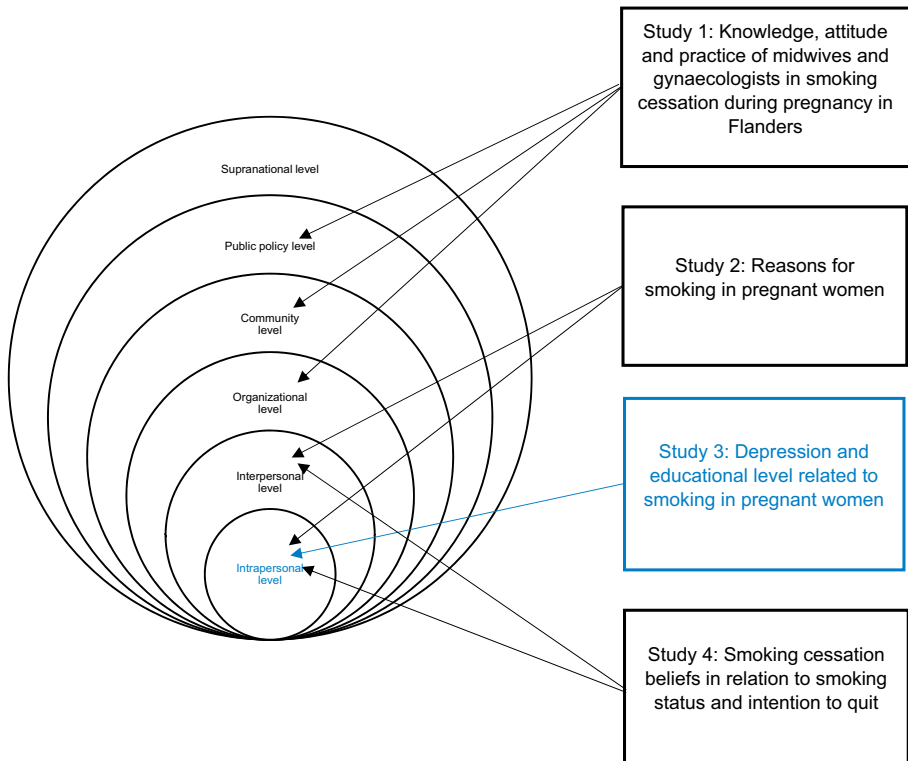 Supranational level
Public policy level
Community
level
Organizational
level
Interpersonal
level
Intrapersonal
level
Study 1: Knowledge, attitude
and practice of midwives and
gynaecologists in smoking
cessation during pregnancy in
Flanders
Study 2: Reasons for
smoking in pregnant women
Study 3: Depression and
educational level related to
smoking in pregnant women
Study 4: Smoking cessation
beliefs in relation to smoking
status and intention to quit